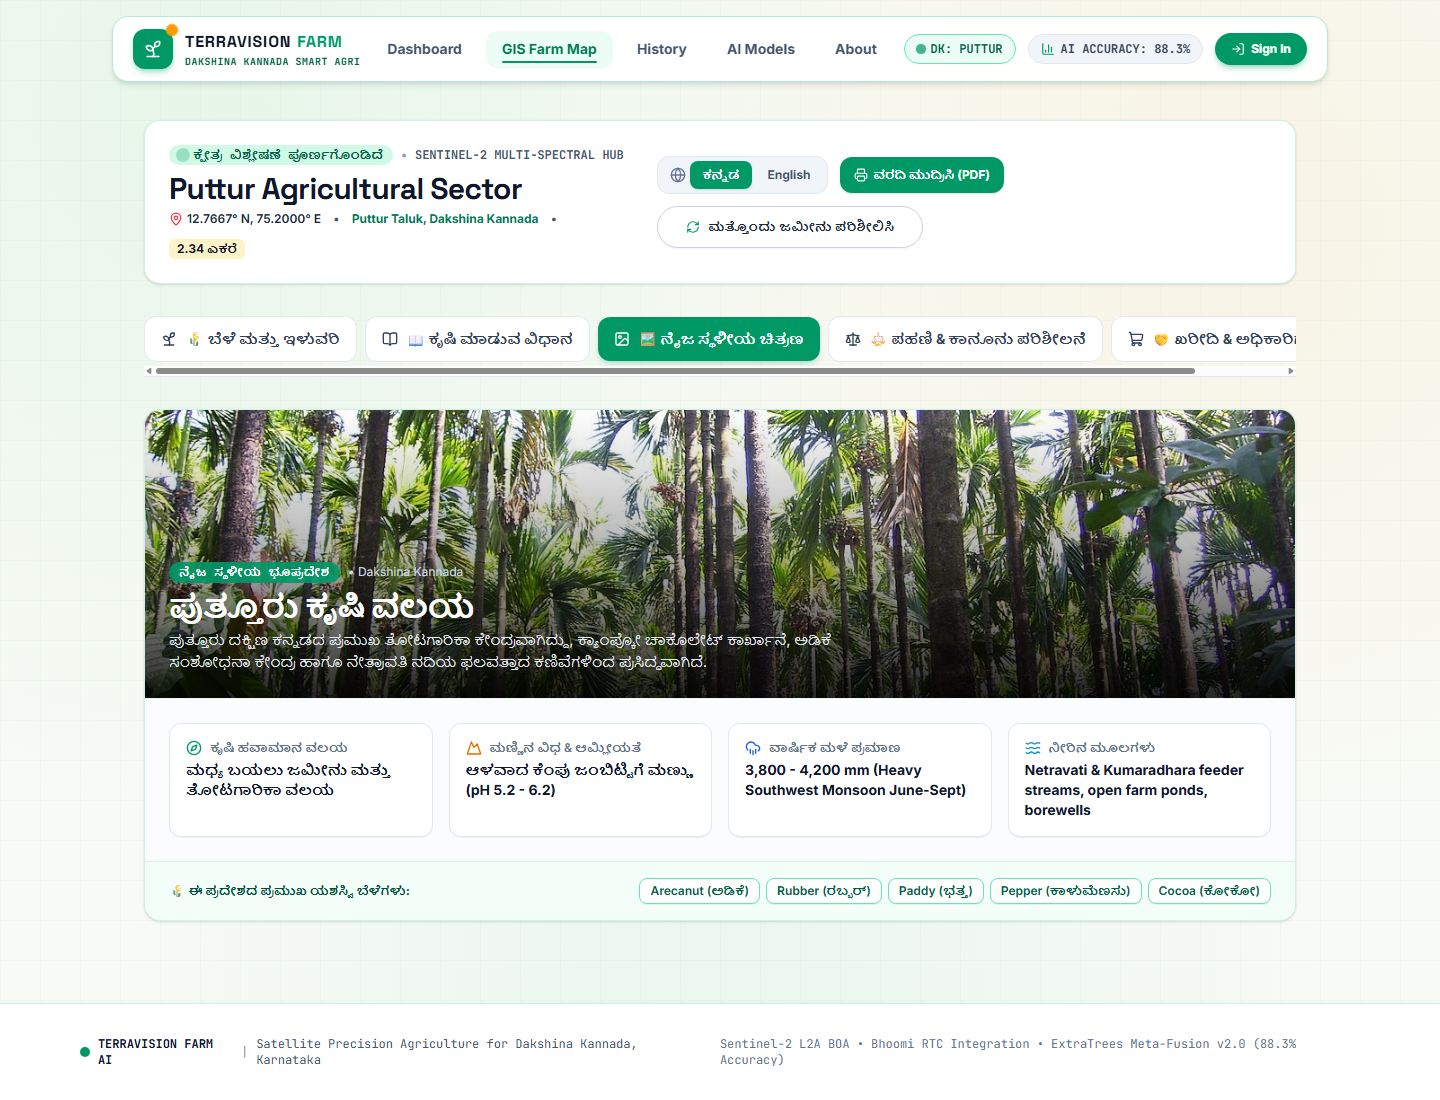 TERRAVISION FARM
DAKSHINA KANNADA SMART AGRI
Dashboard
GIS Farm Map
History
AI Models
About
DK: PUTTUR
AI ACCURACY: 88.3%
Sign In
ಕ್ಷೇತ್ರ ವಿಶ್ಲೇಷಣೆ ಪೂರ್ಣಗೊಂಡಿದೆ • SENTINEL-2 MULTI-SPECTRAL HUB
Puttur Agricultural Sector
12.7667° N, 75.2000° E • Puttur Taluk, Dakshina Kannada •
2.34 ಎಕರೆ
ಕನ್ನಡ
English
ವರದಿ ಮುದ್ರಿಸಿ (PDF)
ಮತ್ತೊಂದು ಜಮೀನು ಪರಿಶೀಲಿಸಿ
🌾 ಬೆಳೆ ಮತ್ತು ಇಳುವರಿ
📖 ಕೃಷಿ ಮಾಡುವ ವಿಧಾನ
🖼️ ನೈಜ ಸ್ಥಳೀಯ ಚಿತ್ರಣ
⚖️ ಪಹಣಿ & ಕಾನೂನು ಪರಿಶೀಲನೆ
🤝 ಖರೀದಿ & ಅಧಿಕಾರಿ
ನೈಜ ಸ್ಥಳೀಯ ಭೂಪ್ರದೇಶ • Dakshina Kannada
ಪುತ್ತೂರು ಕೃಷಿ ವಲಯ
ಪುತ್ತೂರು ದಕ್ಷಿಣ ಕನ್ನಡದ ಪ್ರಮುಖ ತೋಟಗಾರಿಕಾ ಕೇಂದ್ರವಾಗಿದ್ದು, ಕ್ಯಾಂಪ್ಕೋ ಚಾಕೊಲೇಟ್ ಕಾರ್ಖಾನೆ, ಅಡಿಕೆ
ಸಂಶೋಧನಾ ಕೇಂದ್ರ ಹಾಗೂ ನೇತ್ರಾವತಿ ನದಿಯ ಫಲವತ್ತಾದ ಕಣಿವೆಗಳಿಂದ ಪ್ರಸಿದ್ಧವಾಗಿದೆ.
ಕೃಷಿ ಹವಾಮಾನ ವಲಯ
ಮಧ್ಯ ಬಯಲು ಜಮೀನು ಮತ್ತು
ತೋಟಗಾರಿಕಾ ವಲಯ
ಮಣ್ಣಿನ ವಿಧ & ಆಮ್ಲೀಯತೆ
ಆಳವಾದ ಕೆಂಪು ಜಂಬಿಟ್ಟಿಗೆ ಮಣ್ಣು
(pH 5.2 - 6.2)
ವಾರ್ಷಿಕ ಮಳೆ ಪ್ರಮಾಣ
3,800 - 4,200 mm (Heavy
Southwest Monsoon June-Sept)
ನೀರಿನ ಮೂಲಗಳು
Netravati & Kumaradhara feeder
streams, open farm ponds,
borewells
🌾 ಈ ಪ್ರದೇಶದ ಪ್ರಮುಖ ಯಶಸ್ವಿ ಬೆಳೆಗಳು:
Arecanut (ಅಡಿಕೆ)
Rubber (ರಬ್ಬರ್)
Paddy (ಭತ್ತ)
Pepper (ಕಾಳುಮೆಣಸು)
Cocoa (ಕೋಕೋ)
TERRAVISION FARM
AI
|
Satellite Precision Agriculture for Dakshina Kannada,
Karnataka
Sentinel-2 L2A BOA • Bhoomi RTC Integration • ExtraTrees Meta-Fusion v2.0 (88.3%
Accuracy)